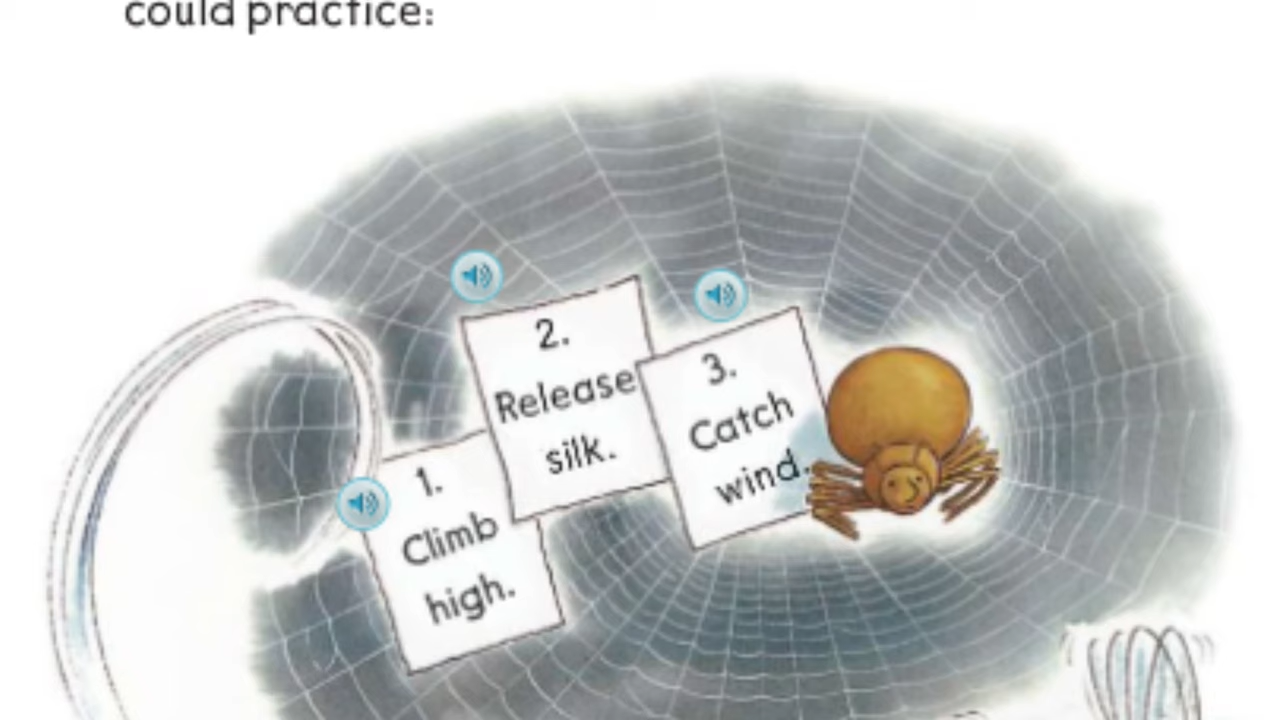 could practice:
1.
Climb
high.
2.
Release
silk.
3.
Catch
wind.